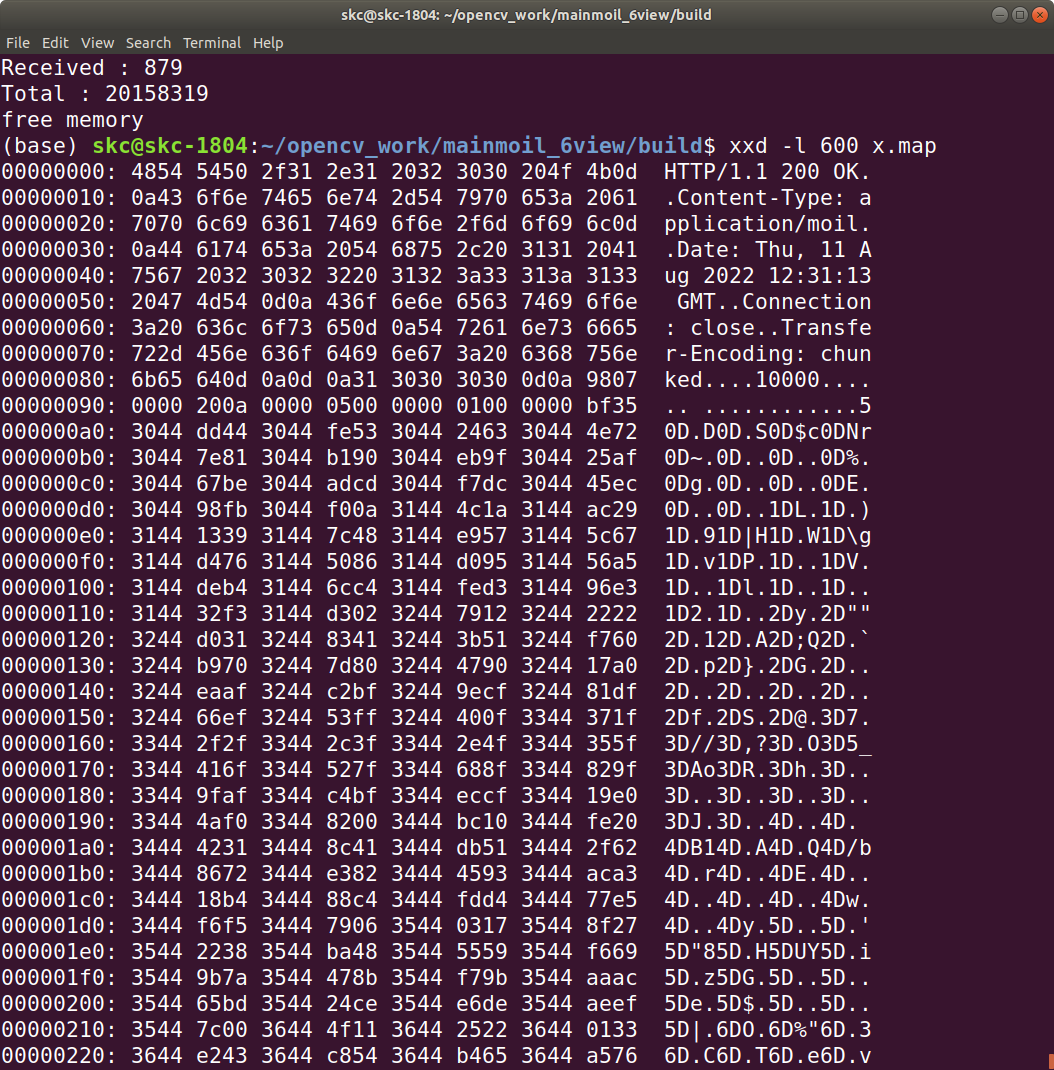 skc@skc-1804: ~/opencv_work/mainmoil_6view/build
File Edit View Search Terminal Help
Received : 879
Total : 20158319
free memory
(base) skc@skc-1804:~/opencv_work/mainmoil_6view/build$ xxd -l 600 x.map
00000000: 4854 5450 2f31 2e31 2032 3030 204f 4b0d  HTTP/1.1 200 OK.
00000010: 0a43 6f6e 7465 6e74 2d54 7970 653a 2061  .Content-Type: a
00000020: 7070 6c69 6361 7469 6f6e 2f6d 6f69 6c0d  pplication/moil.
00000030: 0a44 6174 653a 2054 6875 2c20 3131 2041  .Date: Thu, 11 A
00000040: 7567 2032 3032 3220 3132 3a33 313a 3133  ug 2022 12:31:13
00000050: 2047 4d54 0d0a 436f 6e6e 6563 7469 6f6e   GMT..Connection
00000060: 3a20 636c 6f73 650d 0a54 7261 6e73 6665  : close..Transfe
00000070: 722d 456e 636f 6469 6e67 3a20 6368 756e  r-Encoding: chun
00000080: 6b65 640d 0a0d 0a31 3030 3030 0d0a 9807  ked....10000....
00000090: 0000 200a 0000 0500 0000 0100 0000 bf35  .. ............5
000000a0: 3044 dd44 3044 fe53 3044 2463 3044 4e72  0D.D0D.S0D$c0DNr
000000b0: 3044 7e81 3044 b190 3044 eb9f 3044 25af  0D~.0D..0D..0D%.
000000c0: 3044 67be 3044 adcd 3044 f7dc 3044 45ec  0Dg.0D..0D..0DE.
000000d0: 3044 98fb 3044 f00a 3144 4c1a 3144 ac29  0D..0D..1DL.1D.)
000000e0: 3144 1339 3144 7c48 3144 e957 3144 5c67  1D.91D|H1D.W1D\g
000000f0: 3144 d476 3144 5086 3144 d095 3144 56a5  1D.v1DP.1D..1DV.
00000100: 3144 deb4 3144 6cc4 3144 fed3 3144 96e3  1D..1Dl.1D..1D..
00000110: 3144 32f3 3144 d302 3244 7912 3244 2222  1D2.1D..2Dy.2D""
00000120: 3244 d031 3244 8341 3244 3b51 3244 f760  2D.12D.A2D;Q2D.`
00000130: 3244 b970 3244 7d80 3244 4790 3244 17a0  2D.p2D}.2DG.2D..
00000140: 3244 eaaf 3244 c2bf 3244 9ecf 3244 81df  2D..2D..2D..2D..
00000150: 3244 66ef 3244 53ff 3244 400f 3344 371f  2Df.2DS.2D@.3D7.
00000160: 3344 2f2f 3344 2c3f 3344 2e4f 3344 355f  3D//3D,?3D.O3D5_
00000170: 3344 416f 3344 527f 3344 688f 3344 829f  3DAo3DR.3Dh.3D..
00000180: 3344 9faf 3344 c4bf 3344 eccf 3344 19e0  3D..3D..3D..3D..
00000190: 3344 4af0 3344 8200 3444 bc10 3444 fe20  3DJ.3D..4D..4D.
000001a0: 3444 4231 3444 8c41 3444 db51 3444 2f62  4DB14D.A4D.Q4D/b
000001b0: 3444 8672 3444 e382 3444 4593 3444 aca3  4D.r4D..4DE.4D..
000001c0: 3444 18b4 3444 88c4 3444 fdd4 3444 77e5  4D..4D..4D..4Dw.
000001d0: 3444 f6f5 3444 7906 3544 0317 3544 8f27  4D..4Dy.5D..5D.'
000001e0: 3544 2238 3544 ba48 3544 5559 3544 f669  5D"85D.H5DUY5D.i
000001f0: 3544 9b7a 3544 478b 3544 f79b 3544 aaac  5D.z5DG.5D..5D..
00000200: 3544 65bd 3544 24ce 3544 e6de 3544 aeef  5De.5D$.5D..5D..
00000210: 3544 7c00 3644 4f11 3644 2522 3644 0133  5D|.6DO.6D%"6D.3
00000220: 3644 e243 3644 c854 3644 b465 3644 a576  6D.C6D.T6D.e6D.v